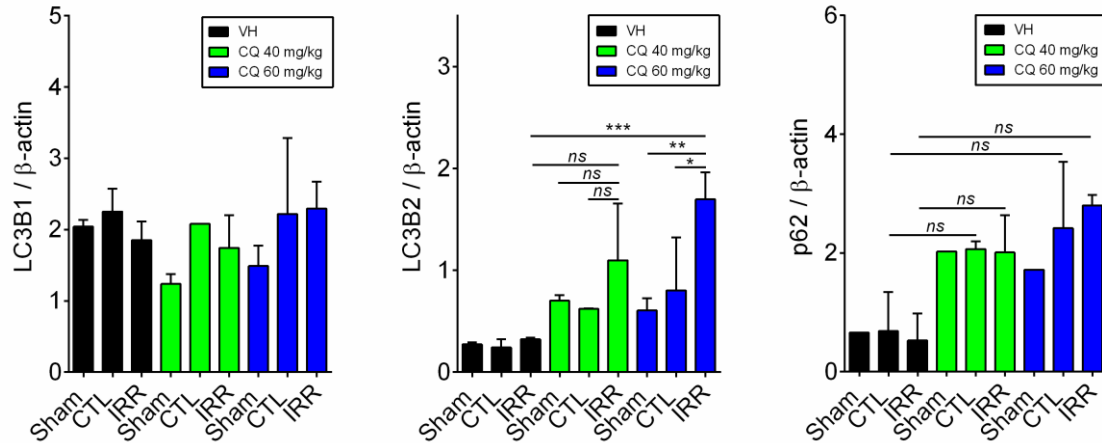 LC3B1 / β-actin
5
4
3
2
1
0
VH
CQ 40 mg/kg
CQ 60 mg/kg
Sham CTL IRR Sham CTL IRR Sham CTL IRR
LC3B2 / β-actin
3
2
1
0
VH
CQ 40 mg/kg
CQ 60 mg/kg
***
ns
**
ns
*
ns
Sham CTL IRR Sham CTL IRR Sham CTL IRR
p62 / β-actin
6
4
2
0
VH
CQ 40 mg/kg
CQ 60 mg/kg
ns
ns
ns
ns
Sham CTL IRR Sham CTL IRR Sham CTL IRR